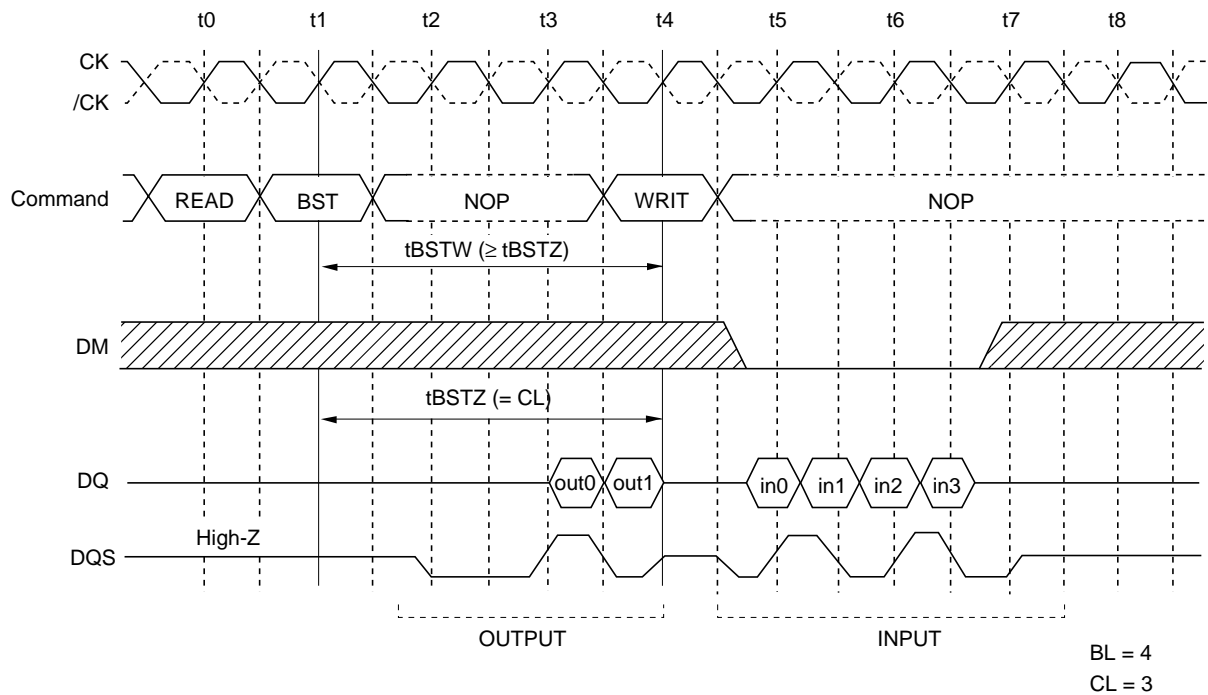 t0 t1 t2 t3 t4 t5 t6 t7 t8
CK
/CK
Command READ BST NOP WRIT NOP
tBSTW (≥ tBSTZ)
DM
tBSTZ (= CL)
DQ out0 out1 in0 in1 in2 in3
High-Z
DQS
OUTPUT INPUT
BL = 4
CL = 3